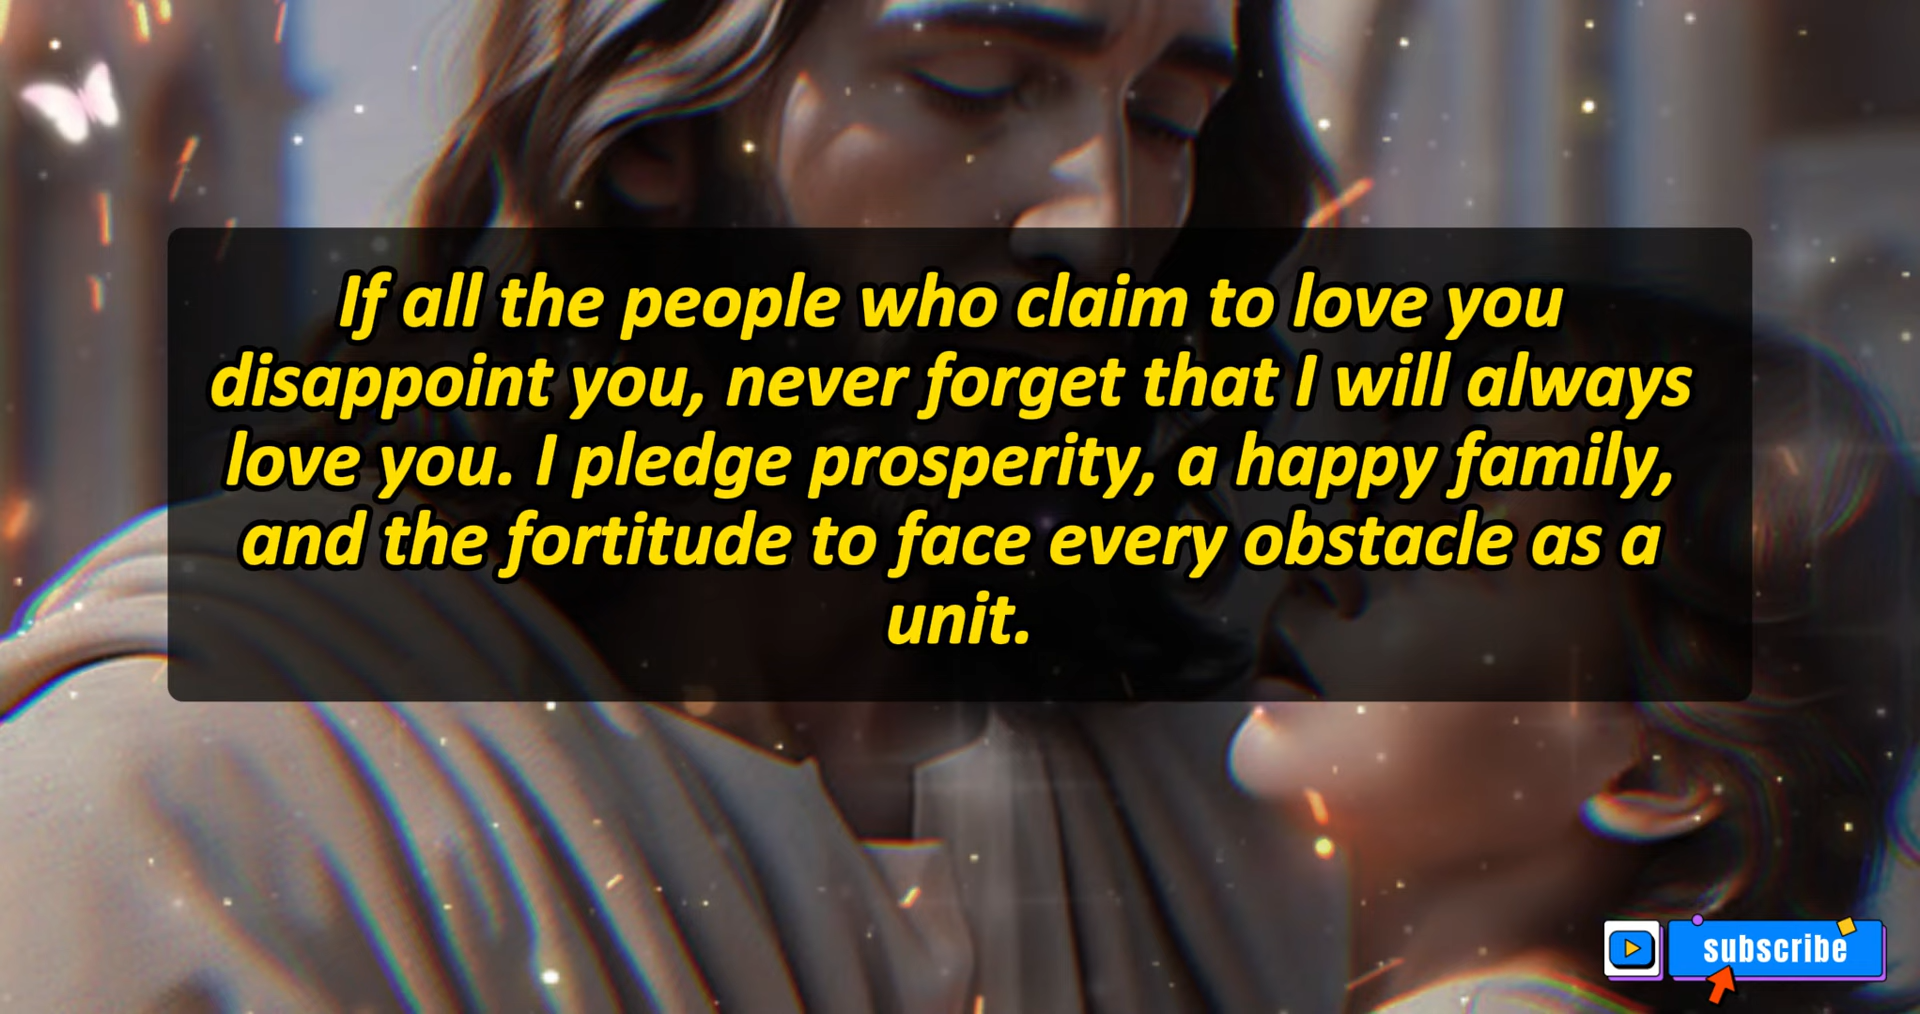 If all the people who claim to love you
disappoint you, never forget that I will always
love you. I pledge prosperity, a happy family,
and the fortitude to face every obstacle as a
unit.
subscribe